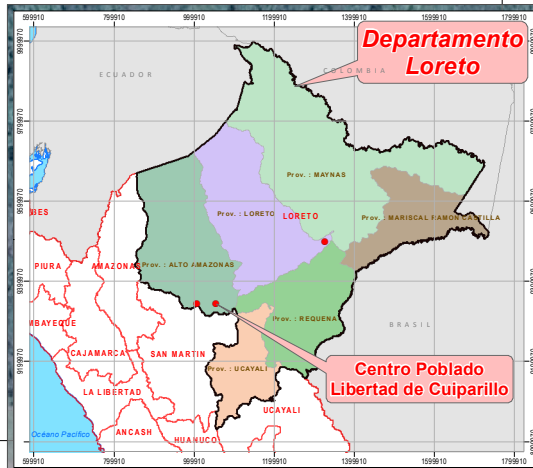 599910 799910 999910 1199910 1399910 1599910 1799910
9999970
9799970
9599970
9399970
9199970
8999970
Departamento
Loreto
ECUADOR
COLOMBIA
Prov. : MAYNAS
Prov. : LORETO
LORETO
Prov. : MARISCAL RAMON CASTILLA
BES
PIURA
AMAZONAS
Prov. : ALTO AMAZONAS
MBAYEQUE
Prov. : REQUENA
BRASIL
CAJAMARCA
SAN MARTIN
Prov. : UCAYALI
Centro Poblado
Libertad de Cuiparillo
LA LIBERTAD
UCAYALI
Océano Pacífico
ANCASH
HUANUCO
599910 799910 999910 1199910 1399910 1599910 1799910